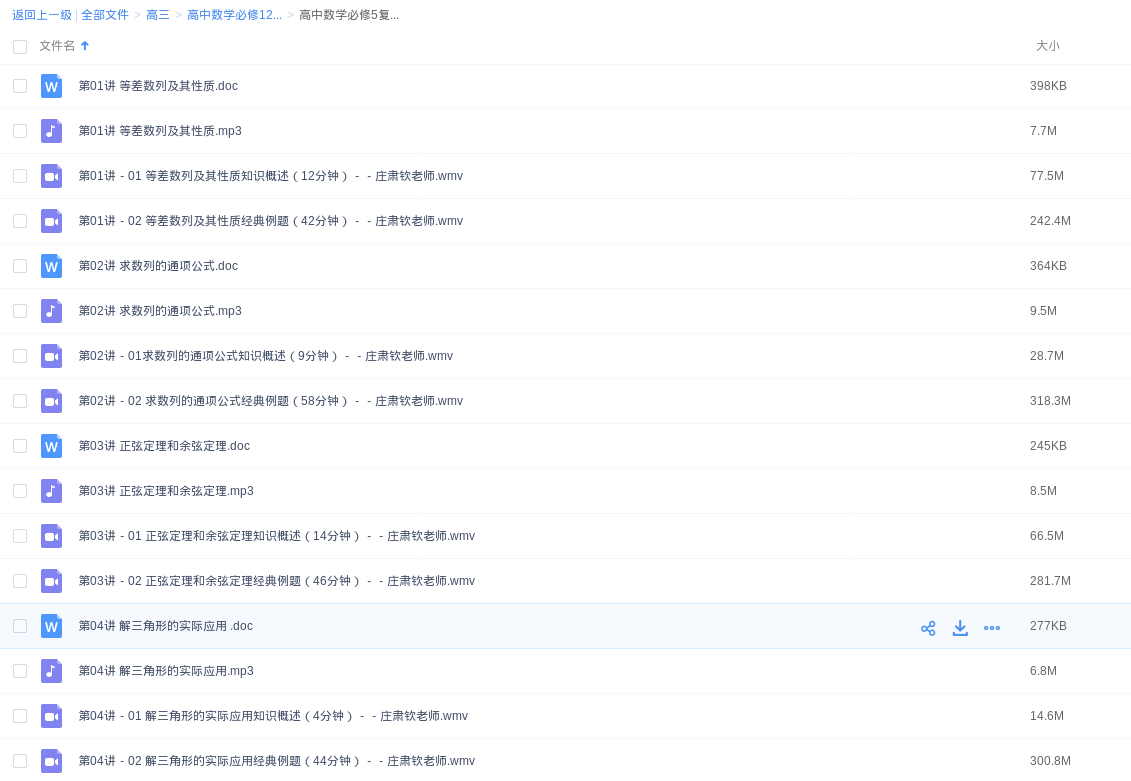 返回上一级 | 全部文件 > 高三 > 高中数学必修12... > 高中数学必修5复...
文件名 大小
第01讲 等差数列及其性质.doc 398KB
第01讲 等差数列及其性质.mp3 7.7M
第01讲 - 01 等差数列及其性质知识概述（12分钟） - - 庄肃钦老师.wmv 77.5M
第01讲 - 02 等差数列及其性质经典例题（42分钟） - - 庄肃钦老师.wmv 242.4M
第02讲 求数列的通项公式.doc 364KB
第02讲 求数列的通项公式.mp3 9.5M
第02讲 - 01求数列的通项公式知识概述（9分钟） - - 庄肃钦老师.wmv 28.7M
第02讲 - 02 求数列的通项公式经典例题（58分钟） - - 庄肃钦老师.wmv 318.3M
第03讲 正弦定理和余弦定理.doc 245KB
第03讲 正弦定理和余弦定理.mp3 8.5M
第03讲 - 01 正弦定理和余弦定理知识概述（14分钟） - - 庄肃钦老师.wmv 66.5M
第03讲 - 02 正弦定理和余弦定理经典例题（46分钟） - - 庄肃钦老师.wmv 281.7M
第04讲 解三角形的实际应用 .doc 277KB
第04讲 解三角形的实际应用.mp3 6.8M
第04讲 - 01 解三角形的实际应用知识概述（4分钟） - - 庄肃钦老师.wmv 14.6M
第04讲 - 02 解三角形的实际应用经典例题（44分钟） - - 庄肃钦老师.wmv 300.8M